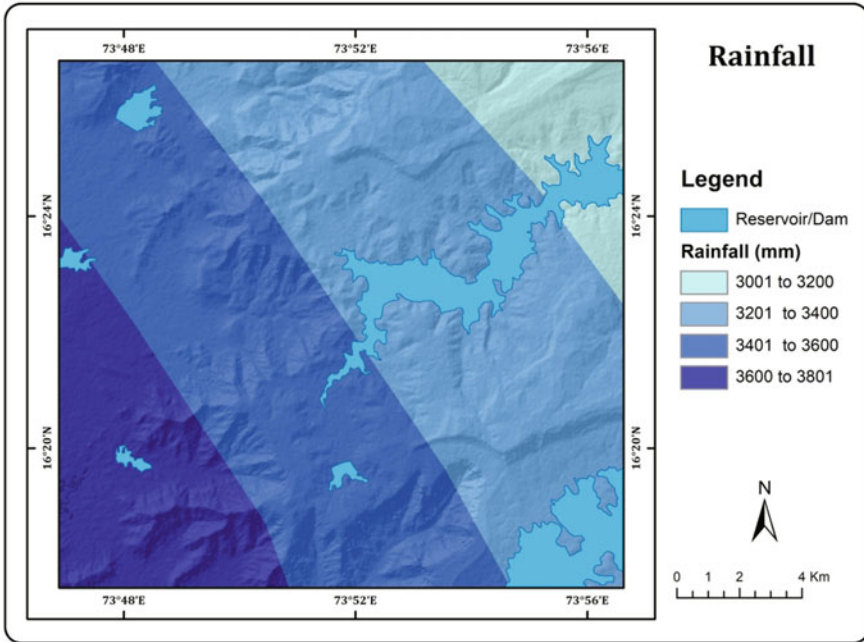 73°48'E 73°52'E 73°56'E
Rainfall
16°24'N 16°24'N
16°20'N 16°20'N
Legend
Reservoir/Dam
Rainfall (mm)
3001 to 3200
3201 to 3400
3401 to 3600
3600 to 3801
N
0 1 2 4 Km
73°48'E 73°52'E 73°56'E